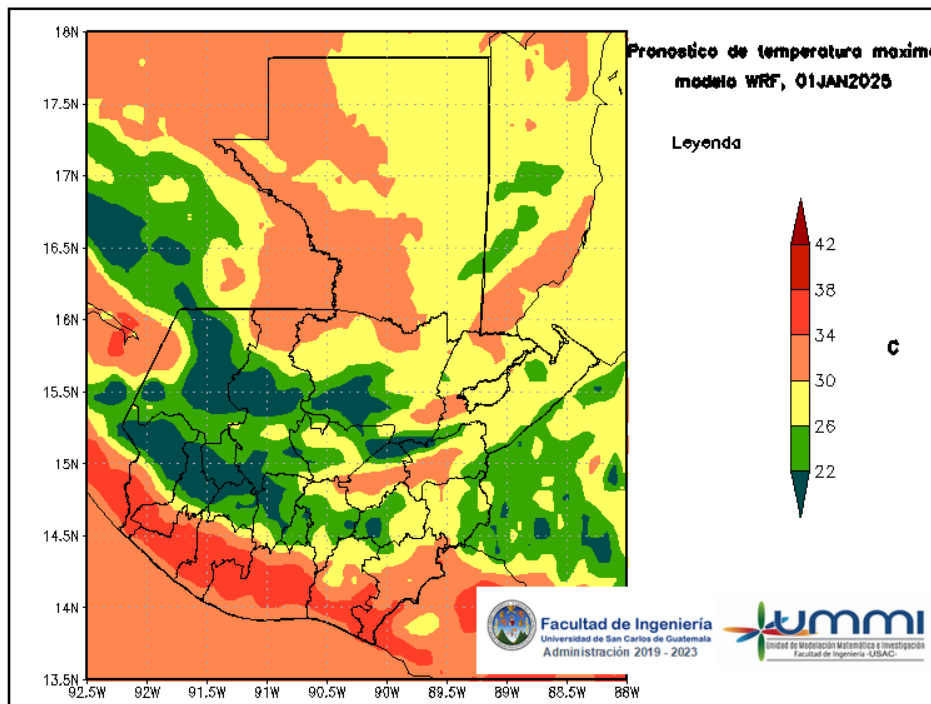 Pronostico de temperatura maxima
modelo WRF, 01JAN2025
Leyenda
42
38
34
30
26
22
C
18N
17.5N
17N
16.5N
16N
15.5N
15N
14.5N
14N
13.5N
92.5W
92W
91.5W
91W
90.5W
90W
89.5W
89W
88.5W
88W
Facultad de Ingeniería
Universidad de San Carlos de Guatemala
Administración 2019 - 2023
ummi
Unidad de Modelación Matemática e Investigación
Facultad de Ingeniería -USAC-